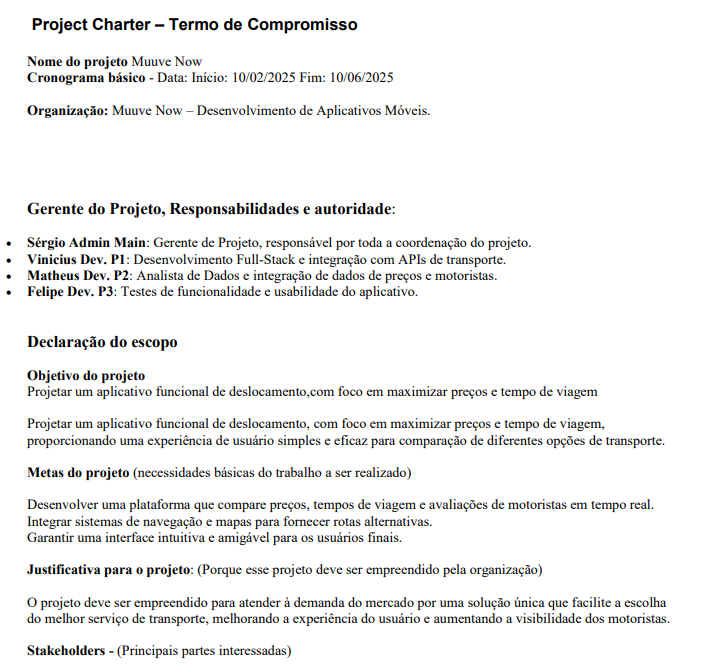 Project Charter – Termo de Compromisso
Nome do projeto Muuve Now
Cronograma básico - Data: Início: 10/02/2025 Fim: 10/06/2025
Organização: Muuve Now – Desenvolvimento de Aplicativos Móveis.
Gerente do Projeto, Responsabilidades e autoridade:
• Sérgio Admin Main: Gerente de Projeto, responsável por toda a coordenação do projeto.
• Vinicius Dev. P1: Desenvolvimento Full-Stack e integração com APIs de transporte.
• Matheus Dev. P2: Analista de Dados e integração de dados de preços e motoristas.
• Felipe Dev. P3: Testes de funcionalidade e usabilidade do aplicativo.
Declaração do escopo
Objetivo do projeto
Projetar um aplicativo funcional de deslocamento,com foco em maximizar preços e tempo de viagem
Projetar um aplicativo funcional de deslocamento, com foco em maximizar preços e tempo de viagem,
proporcionando uma experiência de usuário simples e eficaz para comparação de diferentes opções de transporte.
Metas do projeto (necessidades básicas do trabalho a ser realizado)
Desenvolver uma plataforma que compare preços, tempos de viagem e avaliações de motoristas em tempo real.
Integrar sistemas de navegação e mapas para fornecer rotas alternativas.
Garantir uma interface intuitiva e amigável para os usuários finais.
Justificativa para o projeto: (Porque esse projeto deve ser empreendido pela organização)
O projeto deve ser empreendido para atender à demanda do mercado por uma solução única que facilite a escolha
do melhor serviço de transporte, melhorando a experiência do usuário e aumentando a visibilidade dos motoristas.
Stakeholders - (Principais partes interessadas)